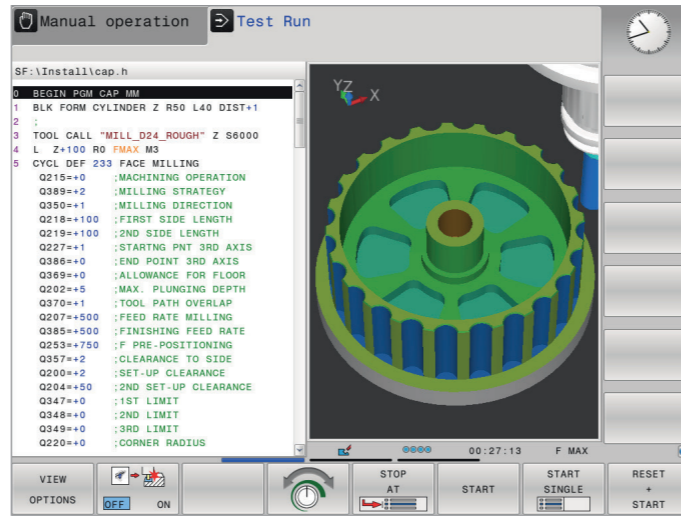 Manual operation
Test Run
SF:\Install\cap.h
0 BEGIN PGM CAP MM
1 BLK FORM CYLINDER Z R50 L40 DIST+1
2 ;
3 TOOL CALL "MILL_D24_ROUGH" Z S6000
4 L Z+100 R0 FMAX M3
5 CYCL DEF 233 FACE MILLING
Q215=+0 ;MACHINING OPERATION
Q389=+2 ;MILLING STRATEGY
Q350=+1 ;MILLING DIRECTION
Q218=+100 ;FIRST SIDE LENGTH
Q219=+100 ;2ND SIDE LENGTH
Q227=+1 ;STARTNG PNT 3RD AXIS
Q386=+0 ;END POINT 3RD AXIS
Q369=+0 ;ALLOWANCE FOR FLOOR
Q202=+5 ;MAX. PLUNGING DEPTH
Q370=+1 ;TOOL PATH OVERLAP
Q207=+500 ;FEED RATE MILLING
Q385=+500 ;FINISHING FEED RATE
Q253=+750 ;F PRE-POSITIONING
Q357=+2 ;CLEARANCE TO SIDE
Q200=+2 ;SET-UP CLEARANCE
Q204=+50 ;2ND SET-UP CLEARANCE
Q347=+0 ;1ST LIMIT
Q348=+0 ;2ND LIMIT
Q349=+0 ;3RD LIMIT
Q220=+0 ;CORNER RADIUS
YZ X
00:27:13 F MAX
VIEW
OPTIONS
OFF ON
STOP
AT
START
START
SINGLE
RESET
+
START